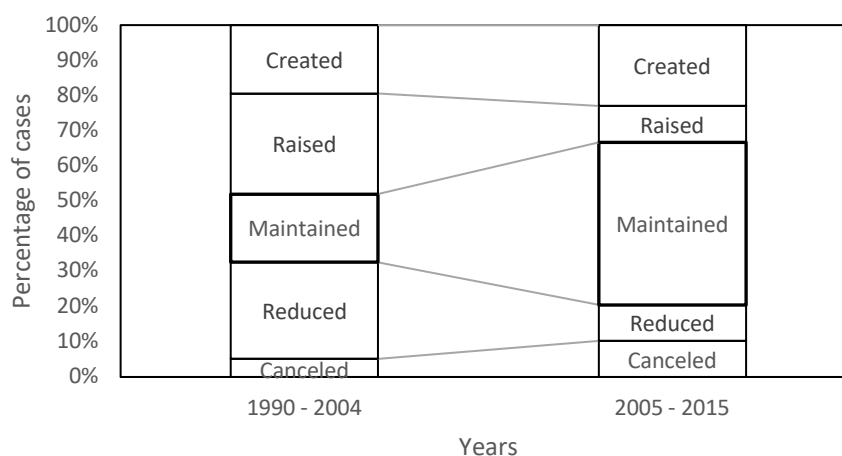 100%
90%
80%
70%
60%
50%
40%
30%
20%
10%
0%
Percentage of cases
Created
Raised
Maintained
Reduced
Canceled
Created
Raised
Maintained
Reduced
Canceled
1990 - 2004
2005 - 2015
Years